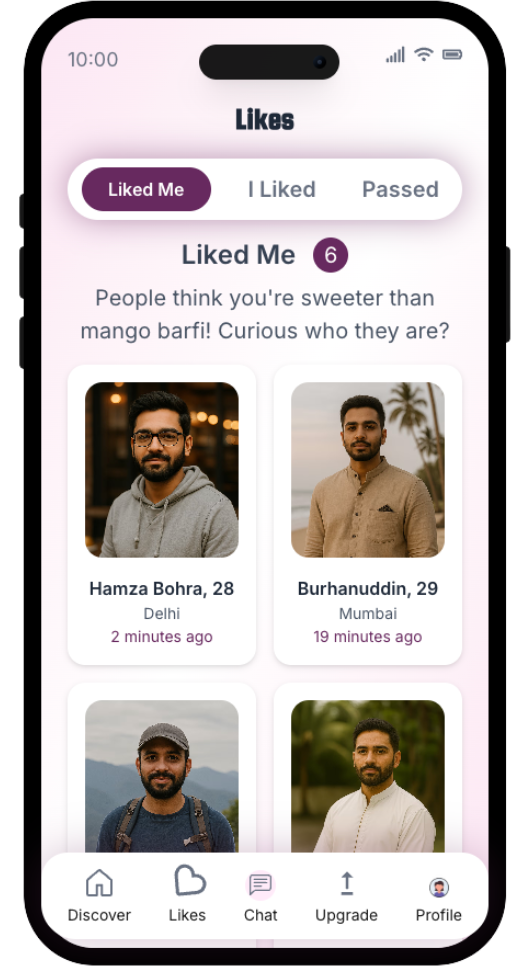 10:00
Likes
Liked Me I Liked Passed
Liked Me 6
People think you're sweeter than
mango barfi! Curious who they are?
Hamza Bohra, 28 Burhanuddin, 29
Delhi Mumbai
2 minutes ago 19 minutes ago
Discover Likes Chat Upgrade Profile